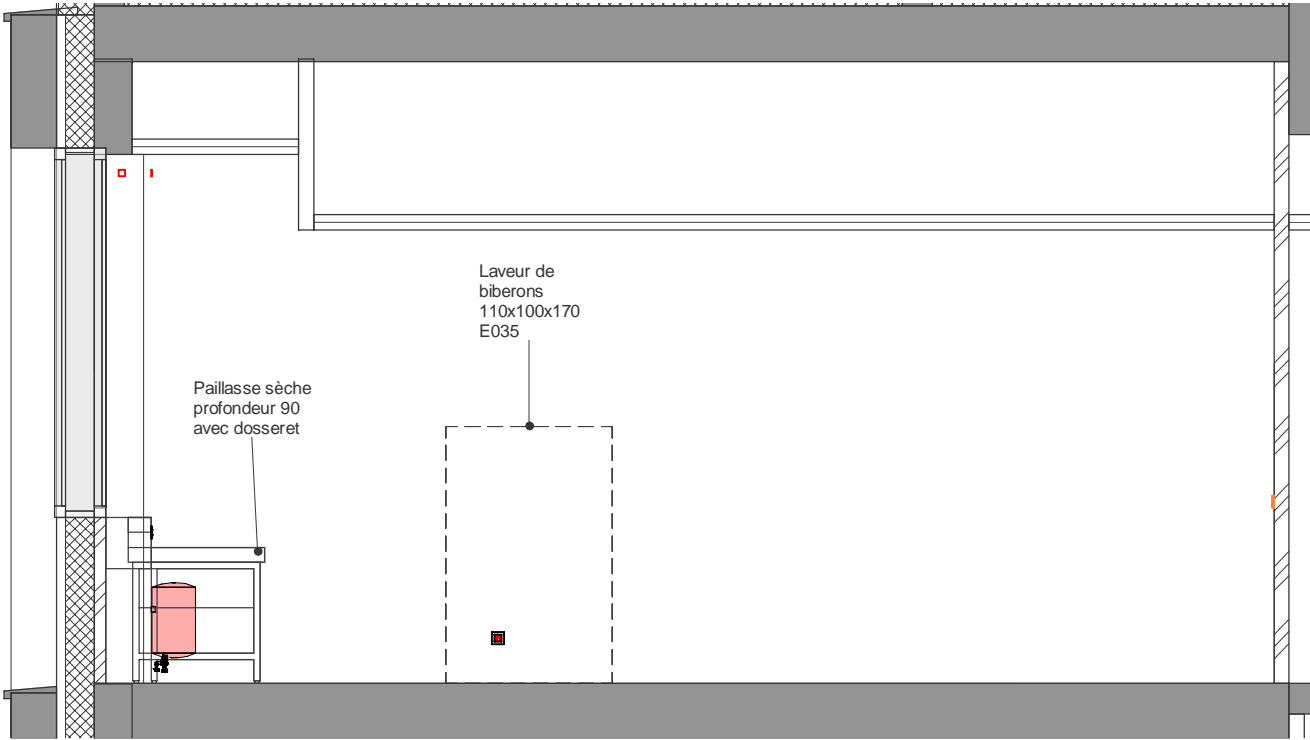 Laveur de
biberons
110x100x170
E035
Paillasse sèche
profondeur 90
avec dosseret